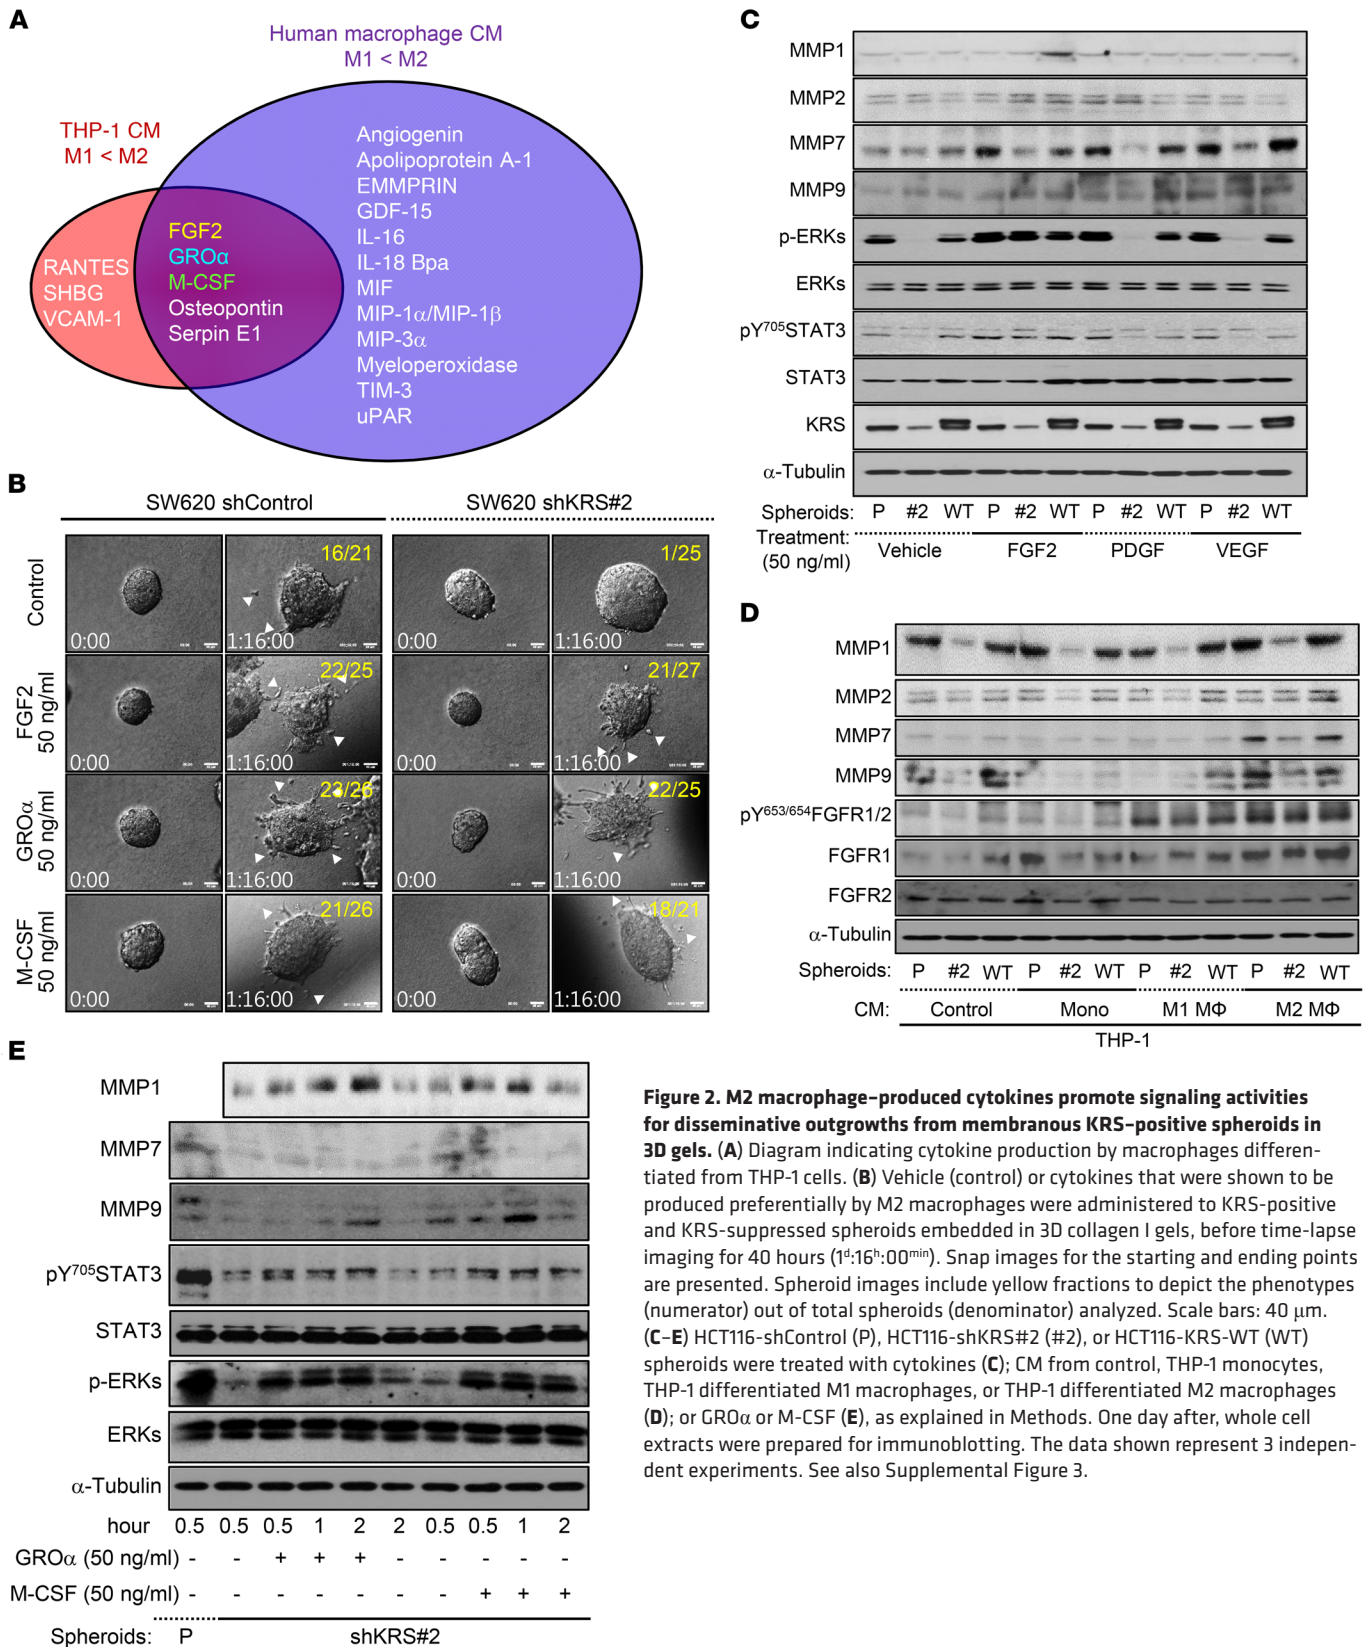 A
Human macrophage CM
M1 < M2
THP-1 CM
M1 < M2
RANTES
SHBG
VCAM-1
FGF2
GROα
M-CSF
Osteopontin
Serpin E1
Angiogenin
Apolipoprotein A-1
EMMPRIN
GDF-15
IL-16
IL-18 Bpa
MIF
MIP-1α/MIP-1β
MIP-3α
Myeloperoxidase
TIM-3
uPAR
B
SW620 shControl SW620 shKRS#2
Control
0:00 1:16:00 16/21 0:00 1:16:00 1/25
FGF2
50 ng/ml
0:00 1:16:00 22/25 0:00 1:16:00 21/27
GROα
50 ng/ml
0:00 1:16:00 23/26 0:00 1:16:00 22/25
M-CSF
50 ng/ml
0:00 1:16:00 21/26 0:00 1:16:00 18/21
C
MMP1
MMP2
MMP7
MMP9
p-ERKs
ERKs
pY705STAT3
STAT3
KRS
α-Tubulin
Spheroids: P #2 WT P #2 WT P #2 WT P #2 WT
Treatment:
(50 ng/ml) Vehicle FGF2 PDGF VEGF
D
MMP1
MMP2
MMP7
MMP9
pY653/654FGFR1/2
FGFR1
FGFR2
α-Tubulin
Spheroids: P #2 WT P #2 WT P #2 WT P #2 WT
CM: Control Mono M1 MΦ M2 MΦ
THP-1
E
MMP1
MMP7
MMP9
pY705STAT3
STAT3
p-ERKs
ERKs
α-Tubulin
hour 0.5 0.5 0.5 1 2 2 0.5 0.5 1 2
GROα (50 ng/ml) - - + + + - - - - -
M-CSF (50 ng/ml) - - - - - - - + + +
Spheroids: P shKRS#2
Figure 2. M2 macrophage–produced cytokines promote signaling activities
for disseminative outgrowths from membranous KRS–positive spheroids in
3D gels. (A) Diagram indicating cytokine production by macrophages differen-
tiated from THP-1 cells. (B) Vehicle (control) or cytokines that were shown to be
produced preferentially by M2 macrophages were administered to KRS-positive
and KRS-suppressed spheroids embedded in 3D collagen I gels, before time-lapse
imaging for 40 hours (1d:16h:00min). Snap images for the starting and ending points
are presented. Spheroid images include yellow fractions to depict the phenotypes
(numerator) out of total spheroids (denominator) analyzed. Scale bars: 40 μm.
(C–E) HCT116-shControl (P), HCT116-shKRS#2 (#2), or HCT116-KRS-WT (WT)
spheroids were treated with cytokines (C); CM from control, THP-1 monocytes,
THP-1 differentiated M1 macrophages, or THP-1 differentiated M2 macrophages
(D); or GROα or M-CSF (E), as explained in Methods. One day after, whole cell
extracts were prepared for immunoblotting. The data shown represent 3 indepen-
dent experiments. See also Supplemental Figure 3.